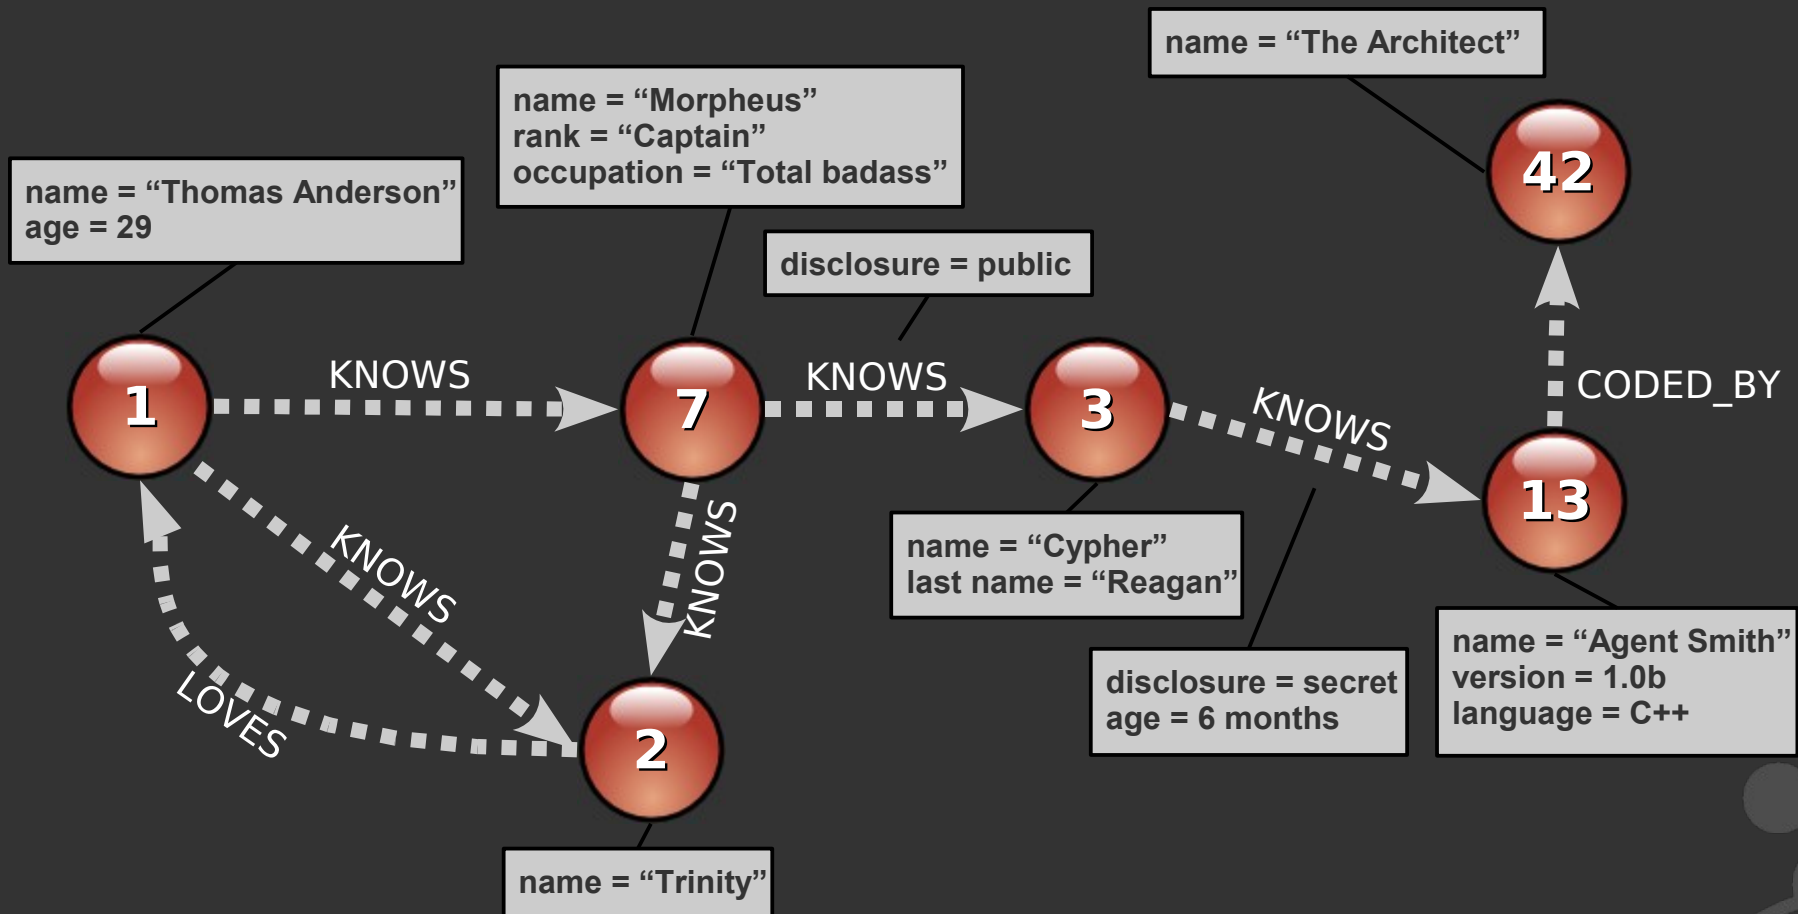 name = “The Architect”
name = “Morpheus”
rank = “Captain”
occupation = “Total badass”
42
name = “Thomas Anderson”
age = 29
disclosure = public
KNOWS
KNOWS
CODED_BY
1
7
3
KNOWS
13
KNOWS
KNOWS
name = “Cypher”
last name = “Reagan”
name = “Agent Smith”
version = 1.0b
language = C++
disclosure = secret
age = 6 months
LOVES
2
name = “Trinity”